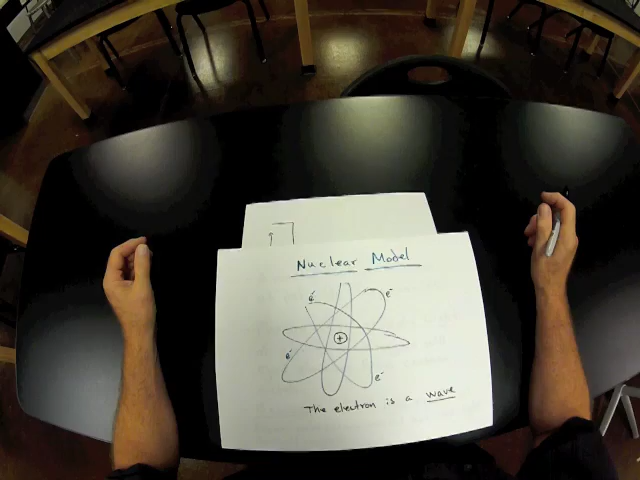 Nuclear Model
e⁻
e⁻
+
e⁻
e⁻
The electron is a wave